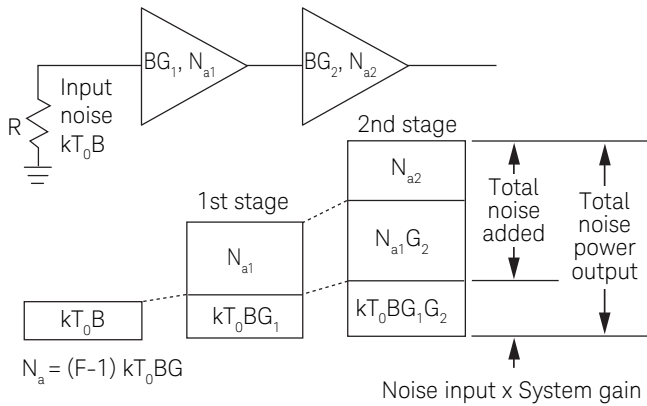 BG₁, Nₐ₁
BG₂, Nₐ₂
Input
noise
kT₀B
R
2nd stage
1st stage
Nₐ₂
Nₐ₁
Nₐ₁G₂
kT₀B
kT₀BG₁
kT₀BG₁G₂
Total
noise
added
Total
noise
power
output
Nₐ = (F-1) kT₀BG
Noise input x System gain